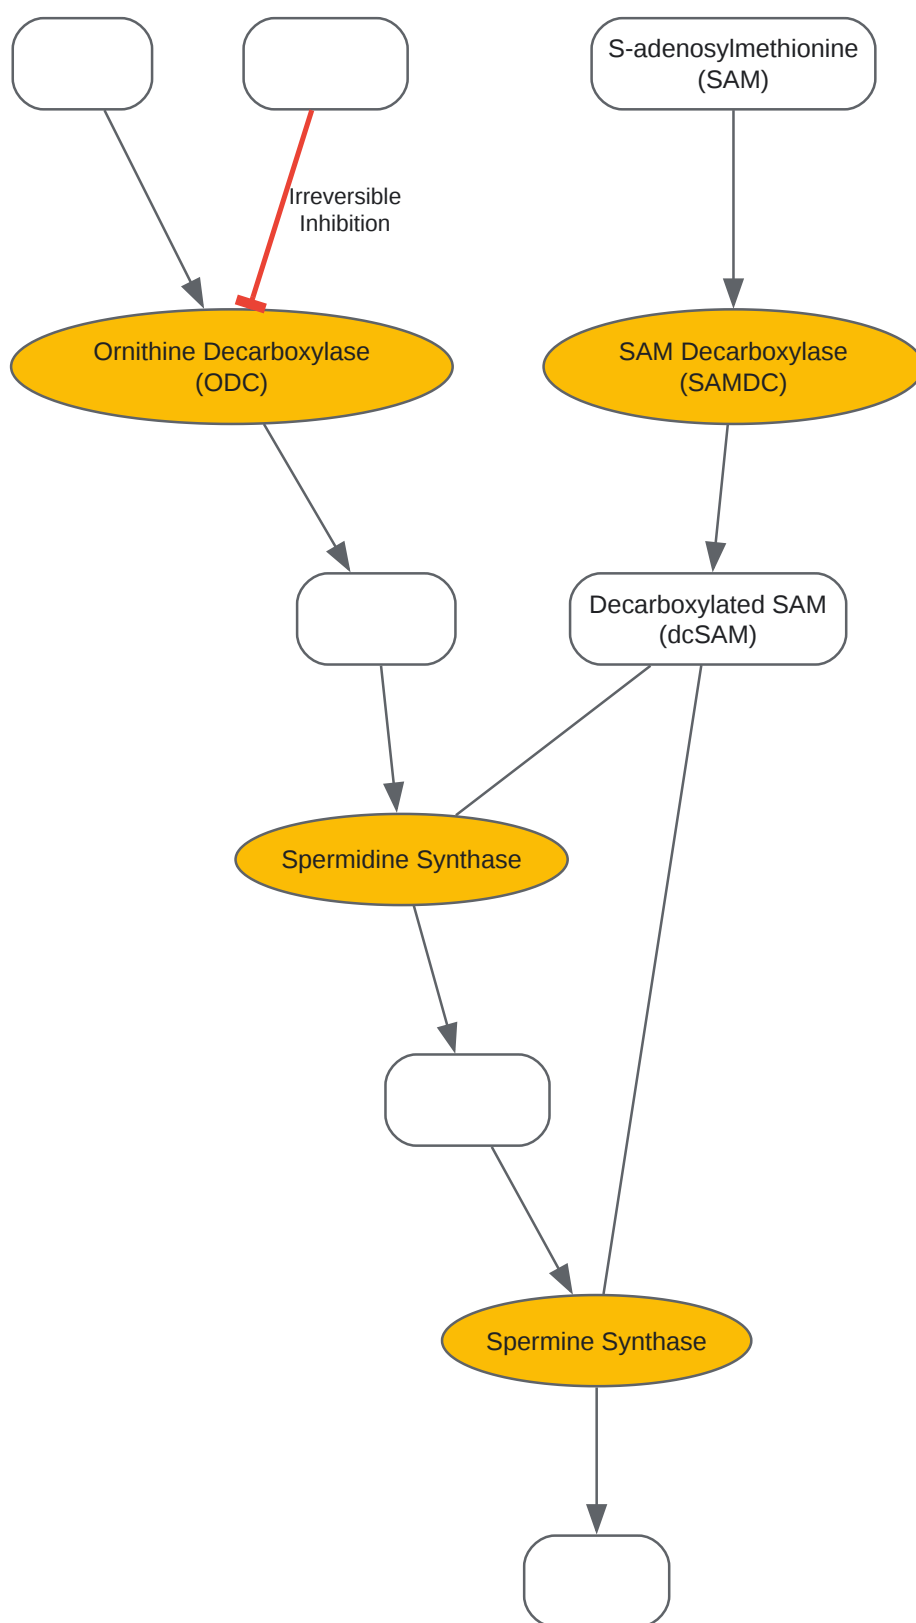 S-adenosylmethionine
(SAM)
Irreversible
Inhibition
Ornithine Decarboxylase
(ODC)
SAM Decarboxylase
(SAMDC)
Decarboxylated SAM
(dcSAM)
Spermidine Synthase
Spermine Synthase